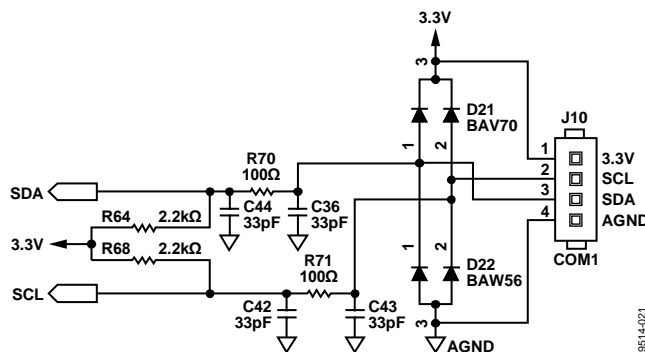 3.3V
3
D21
BAV70
1
2
J10
1
2
3
4
3.3V
SCL
SDA
AGND
COM1
R70
100Ω
SDA
C44
33pF
C36
33pF
R64
2.2kΩ
3.3V
R68
2.2kΩ
R71
100Ω
SCL
C42
33pF
C43
33pF
1
2
D22
BAW56
3
AGND
9514-021